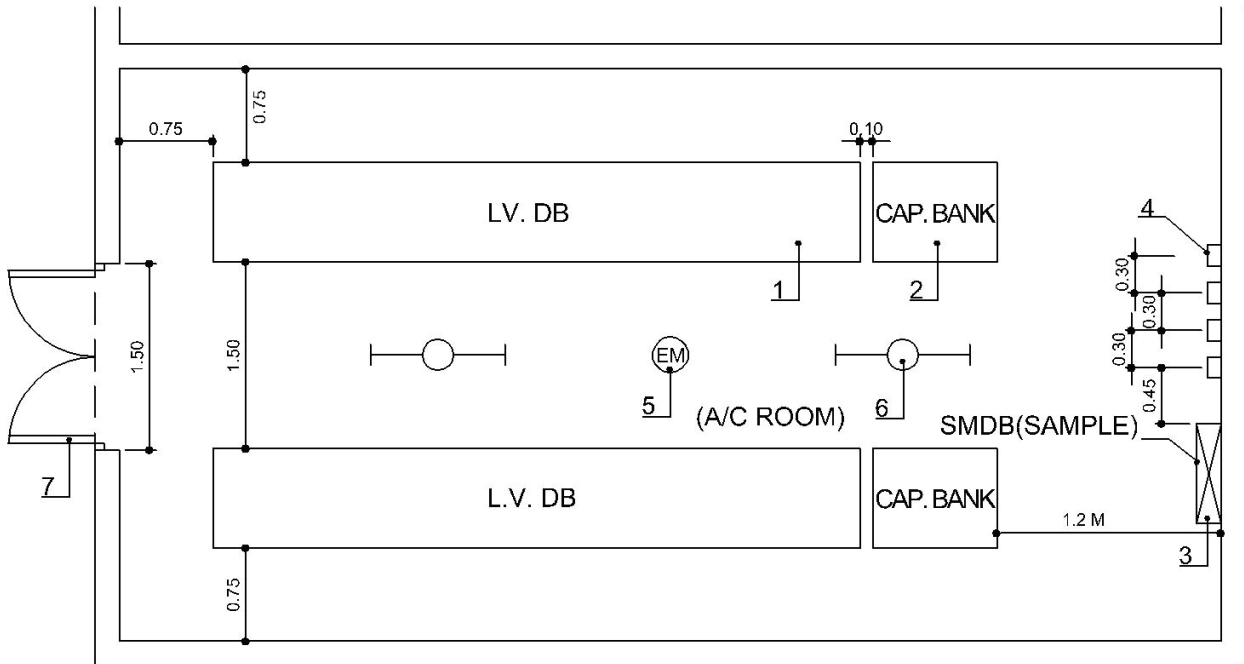 0.75
0.75
0.10
L.V. DB
CAP. BANK
4
1
2
0.30
0.30
0.30
0.45
1.50
1.50
EM
5
6
(A/C ROOM)
SMDB(SAMPLE)
7
L.V. DB
CAP. BANK
1.2 M
3
0.75